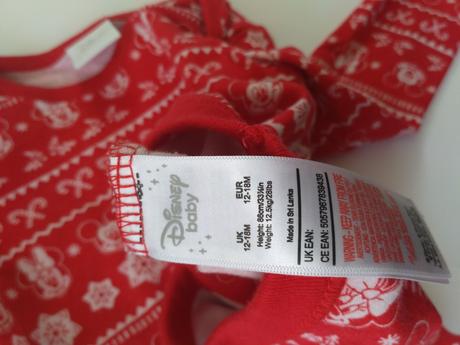 Disney
baby
UK
12-18M
EUR
12-18M
Height: 86cm/33¾in
Weight: 12.5kg/28lbs
Made in Sri Lanka
UK EAN:
CE EAN: 5057967839438